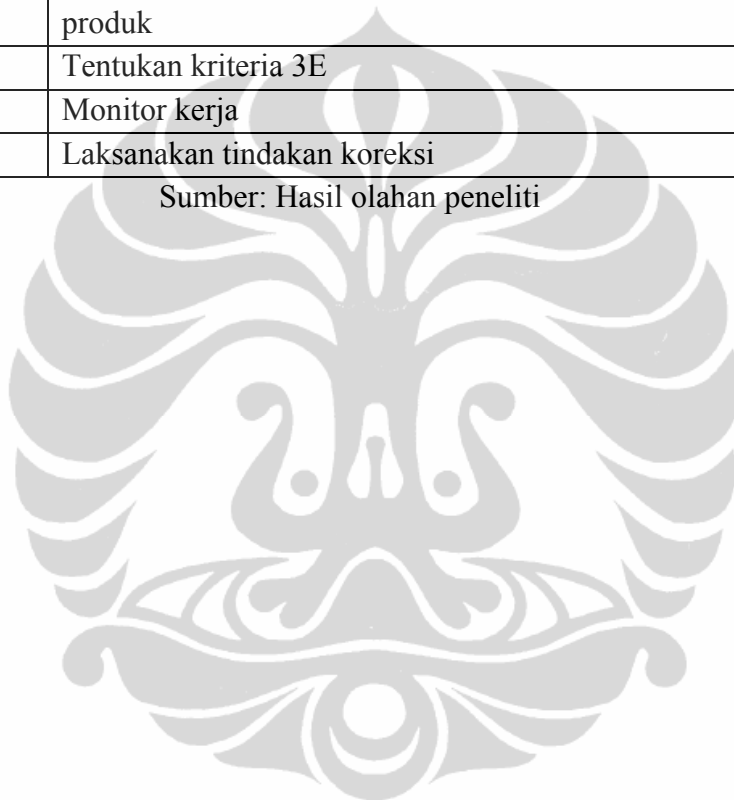 produk
Tentukan kriteria 3E
Monitor kerja
Laksanakan tindakan koreksi
Sumber: Hasil olahan peneliti